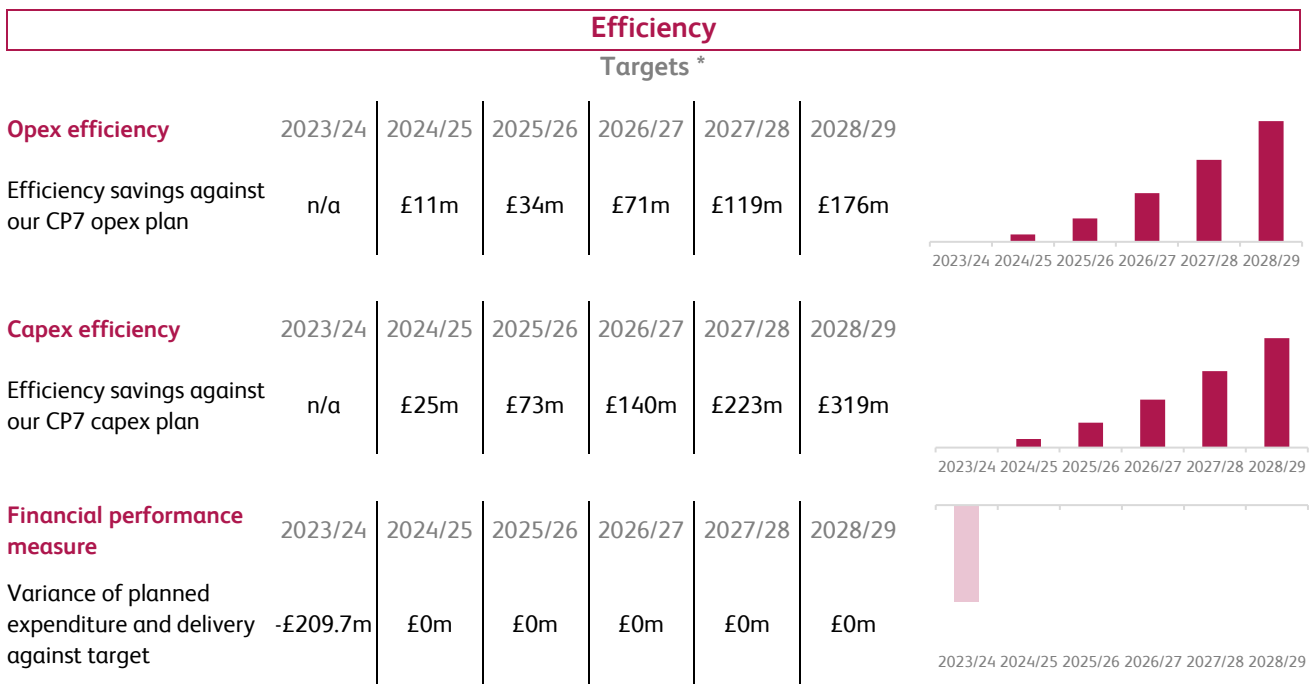 Efficiency
Targets *
Opex efficiency 2023/24 2024/25 2025/26 2026/27 2027/28 2028/29
Efficiency savings against
our CP7 opex plan
n/a £11m £34m £71m £119m £176m
2023/24 2024/25 2025/26 2026/27 2027/28 2028/29
Capex efficiency 2023/24 2024/25 2025/26 2026/27 2027/28 2028/29
Efficiency savings against
our CP7 capex plan
n/a £25m £73m £140m £223m £319m
2023/24 2024/25 2025/26 2026/27 2027/28 2028/29
Financial performance
measure
2023/24 2024/25 2025/26 2026/27 2027/28 2028/29
Variance of planned
expenditure and delivery
against target
-£209.7m £0m £0m £0m £0m £0m
2023/24 2024/25 2025/26 2026/27 2027/28 2028/29